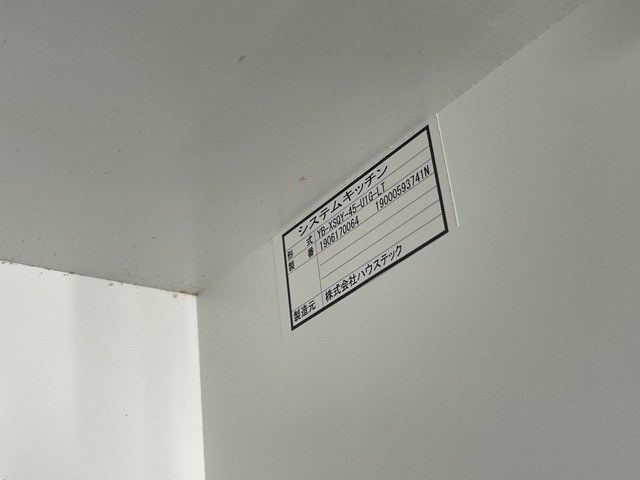 システムキッチン
型 式 YB-XSQY-45-U1G-LT
製 番 1906170064 19000593741N
製造元 株式会社ハウステック